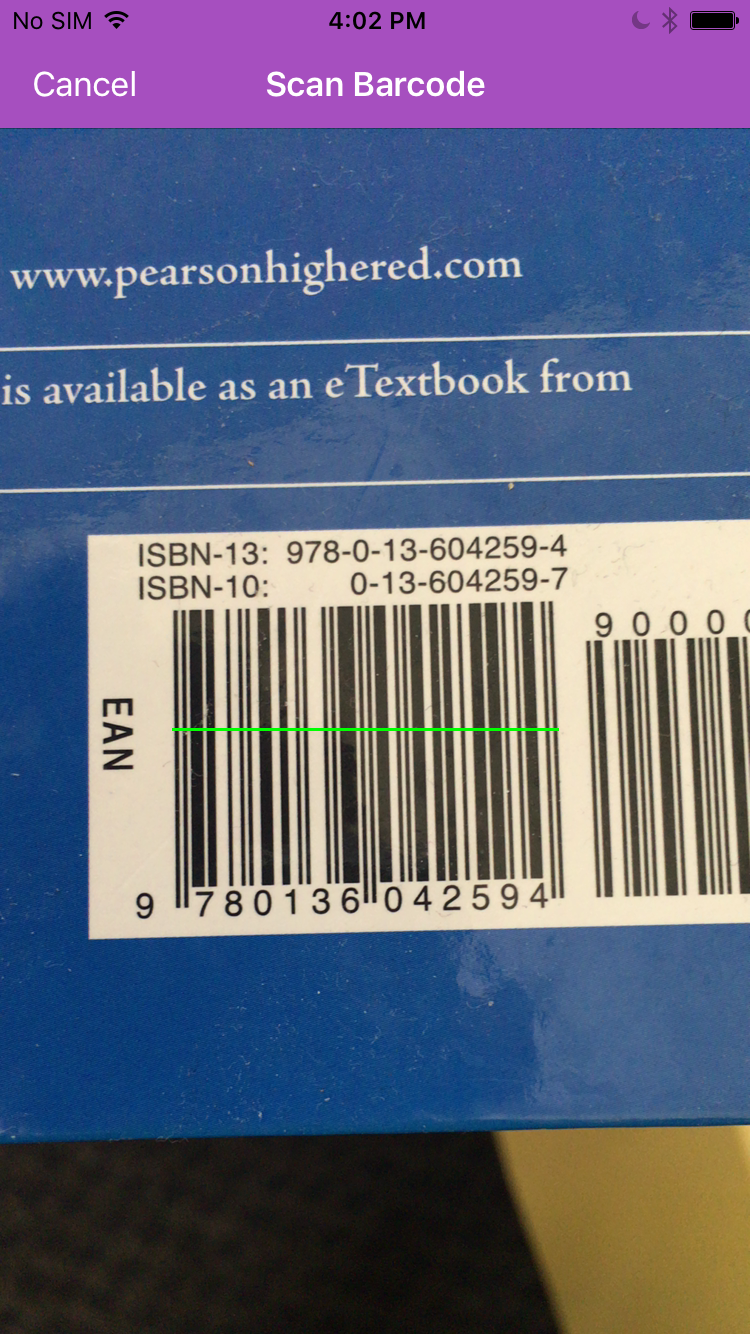 No SIM 4:02 PM
Cancel Scan Barcode
www.pearsonhighered.com
is available as an eTextbook from
ISBN-13: 978-0-13-604259-4
ISBN-10: 0-13-604259-7
9 0 0 0
EAN
9 780136 042594